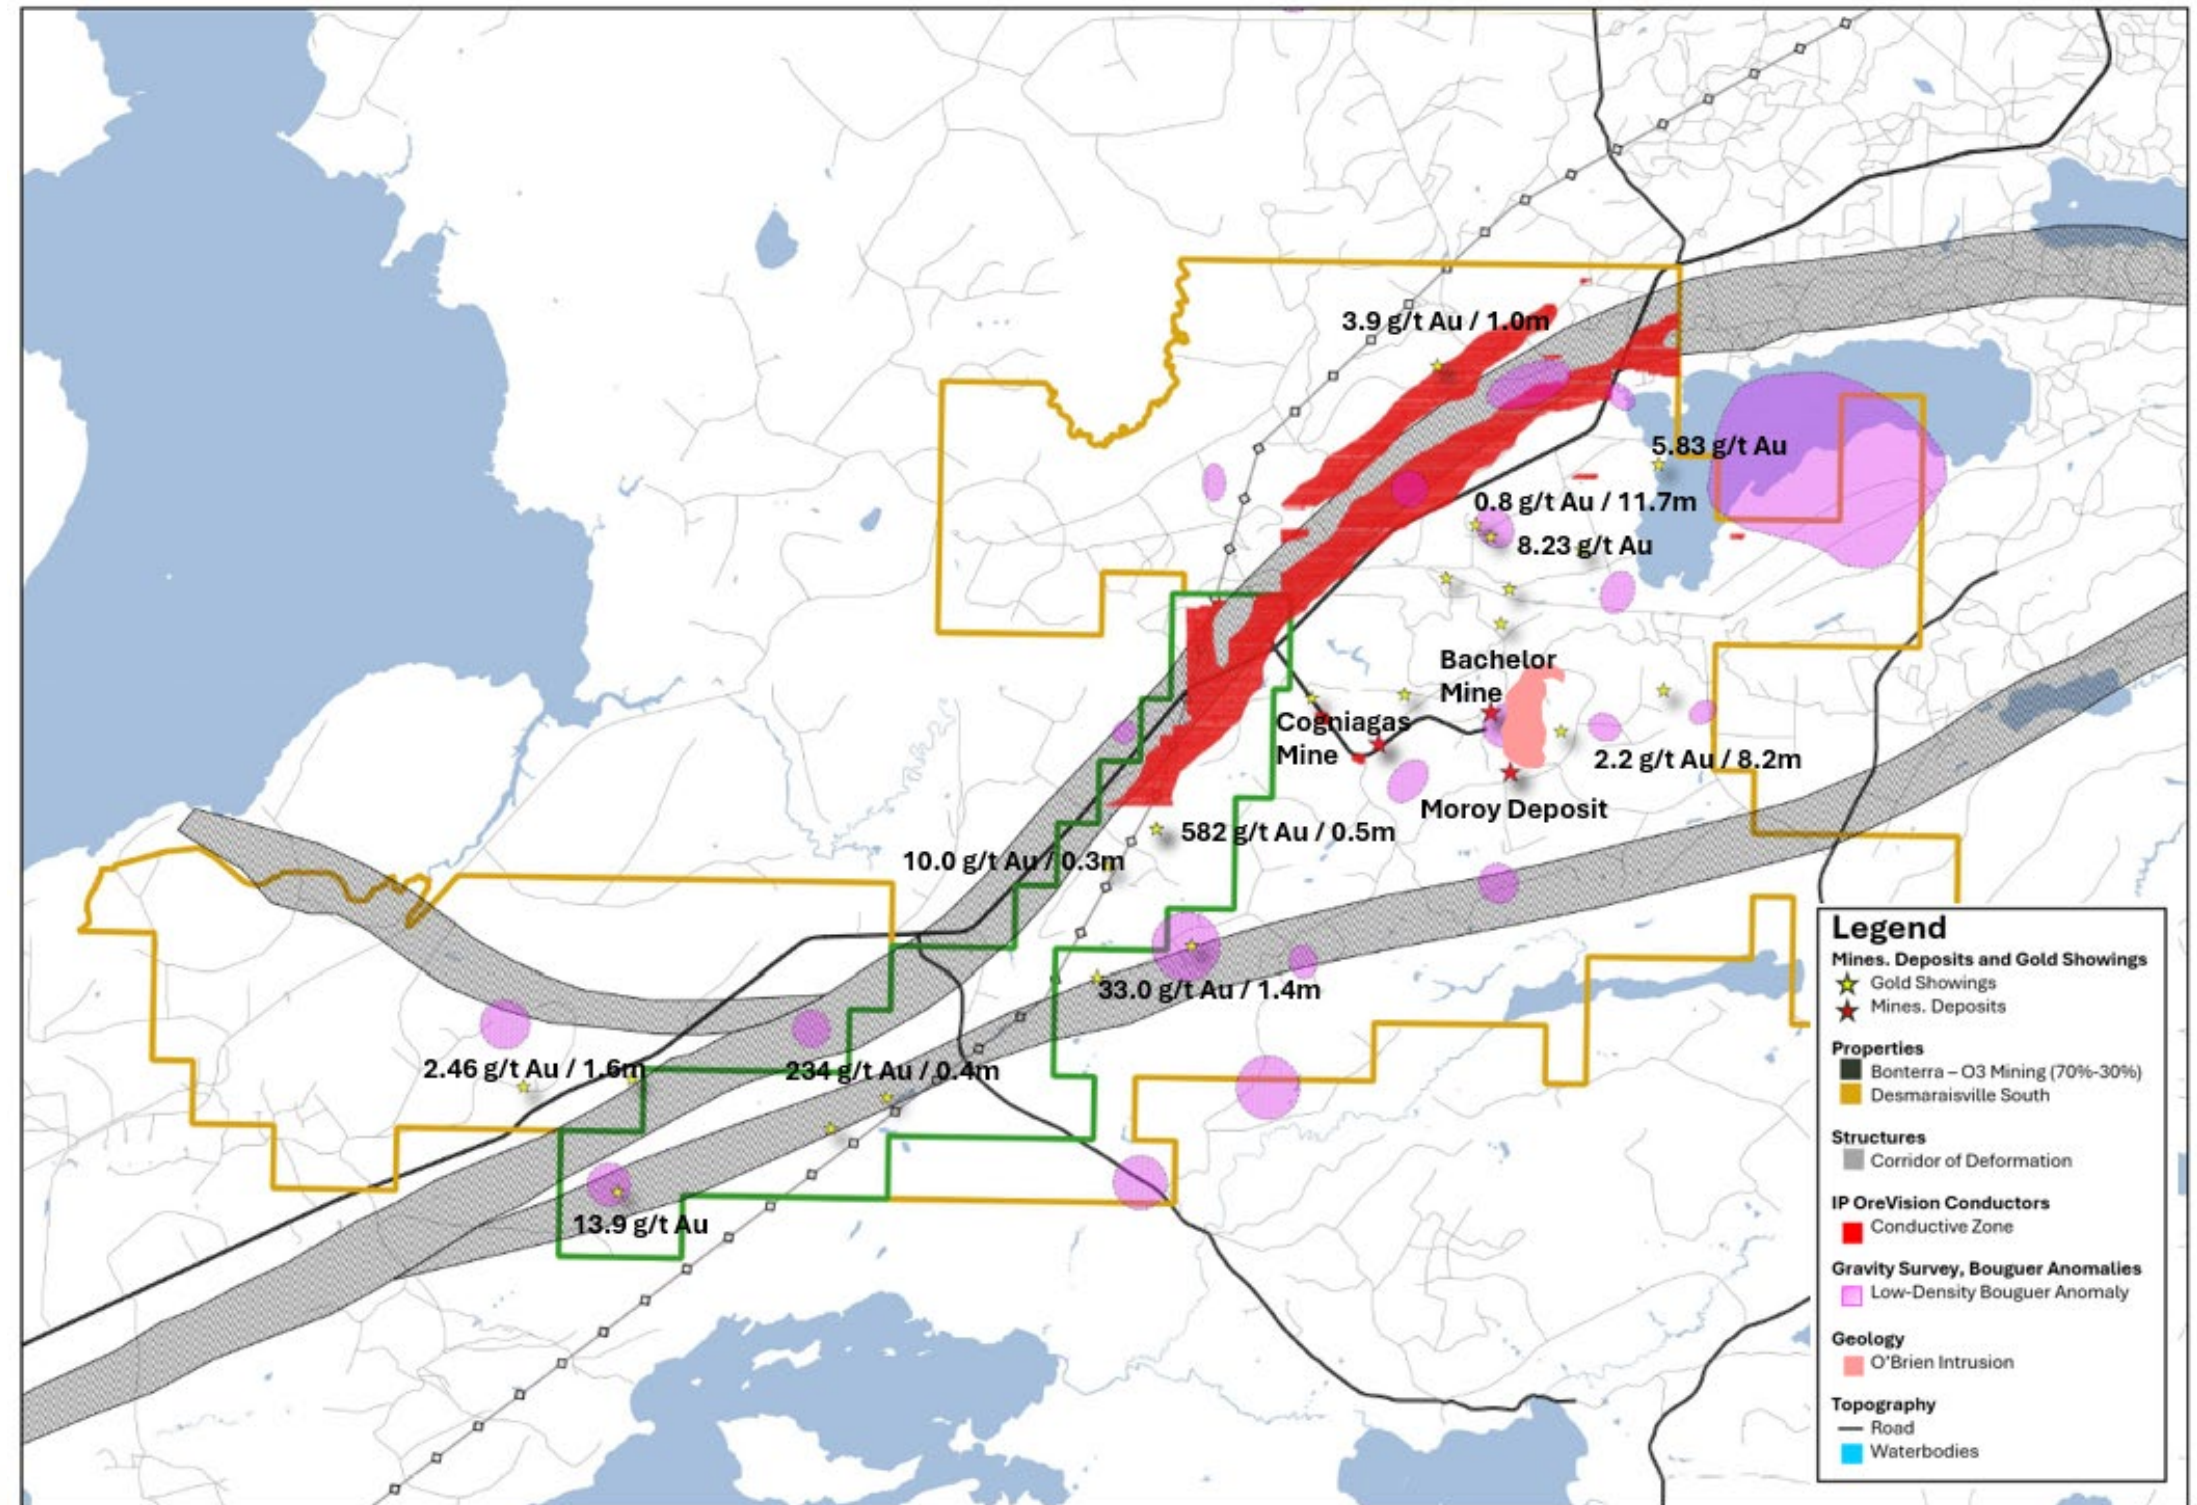 3.9 g/t Au / 1.0m
5.83 g/t Au
0.8 g/t Au / 11.7m
8.23 g/t Au
Bachelor
Mine
Cogniagas
Mine
2.2 g/t Au / 8.2m
Moroy Deposit
582 g/t Au / 0.5m
10.0 g/t Au / 0.3m
33.0 g/t Au / 1.4m
2.46 g/t Au / 1.6m
234 g/t Au / 0.4m
13.9 g/t Au
Legend
Mines. Deposits and Gold Showings
Gold Showings
Mines. Deposits
Properties
Bonterra – O3 Mining (70%-30%)
Desmaraisville South
Structures
Corridor of Deformation
IP OreVision Conductors
Conductive Zone
Gravity Survey, Bouguer Anomalies
Low-Density Bouguer Anomaly
Geology
O'Brien Intrusion
Topography
Road
Waterbodies